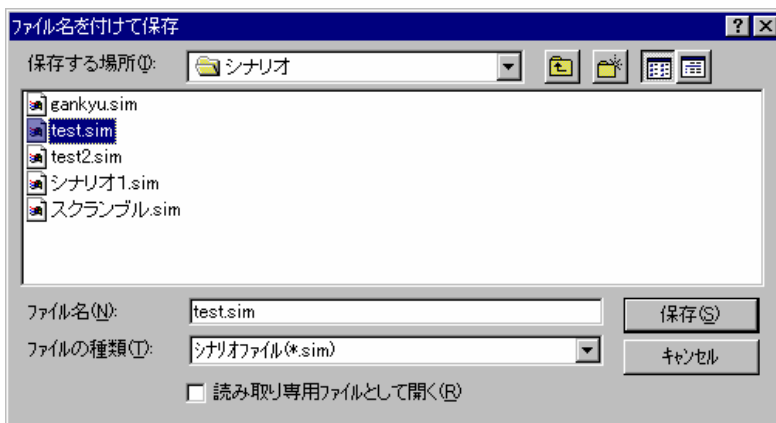 ファイル名を付けて保存
保存する場所(I):
シナリオ
gankyu.sim
test.sim
test2.sim
シナリオ1.sim
スクランブル.sim
ファイル名(N): test.sim 保存(S)
ファイルの種類(T): シナリオファイル(*.sim) キャンセル
読み取り専用ファイルとして開く(R)